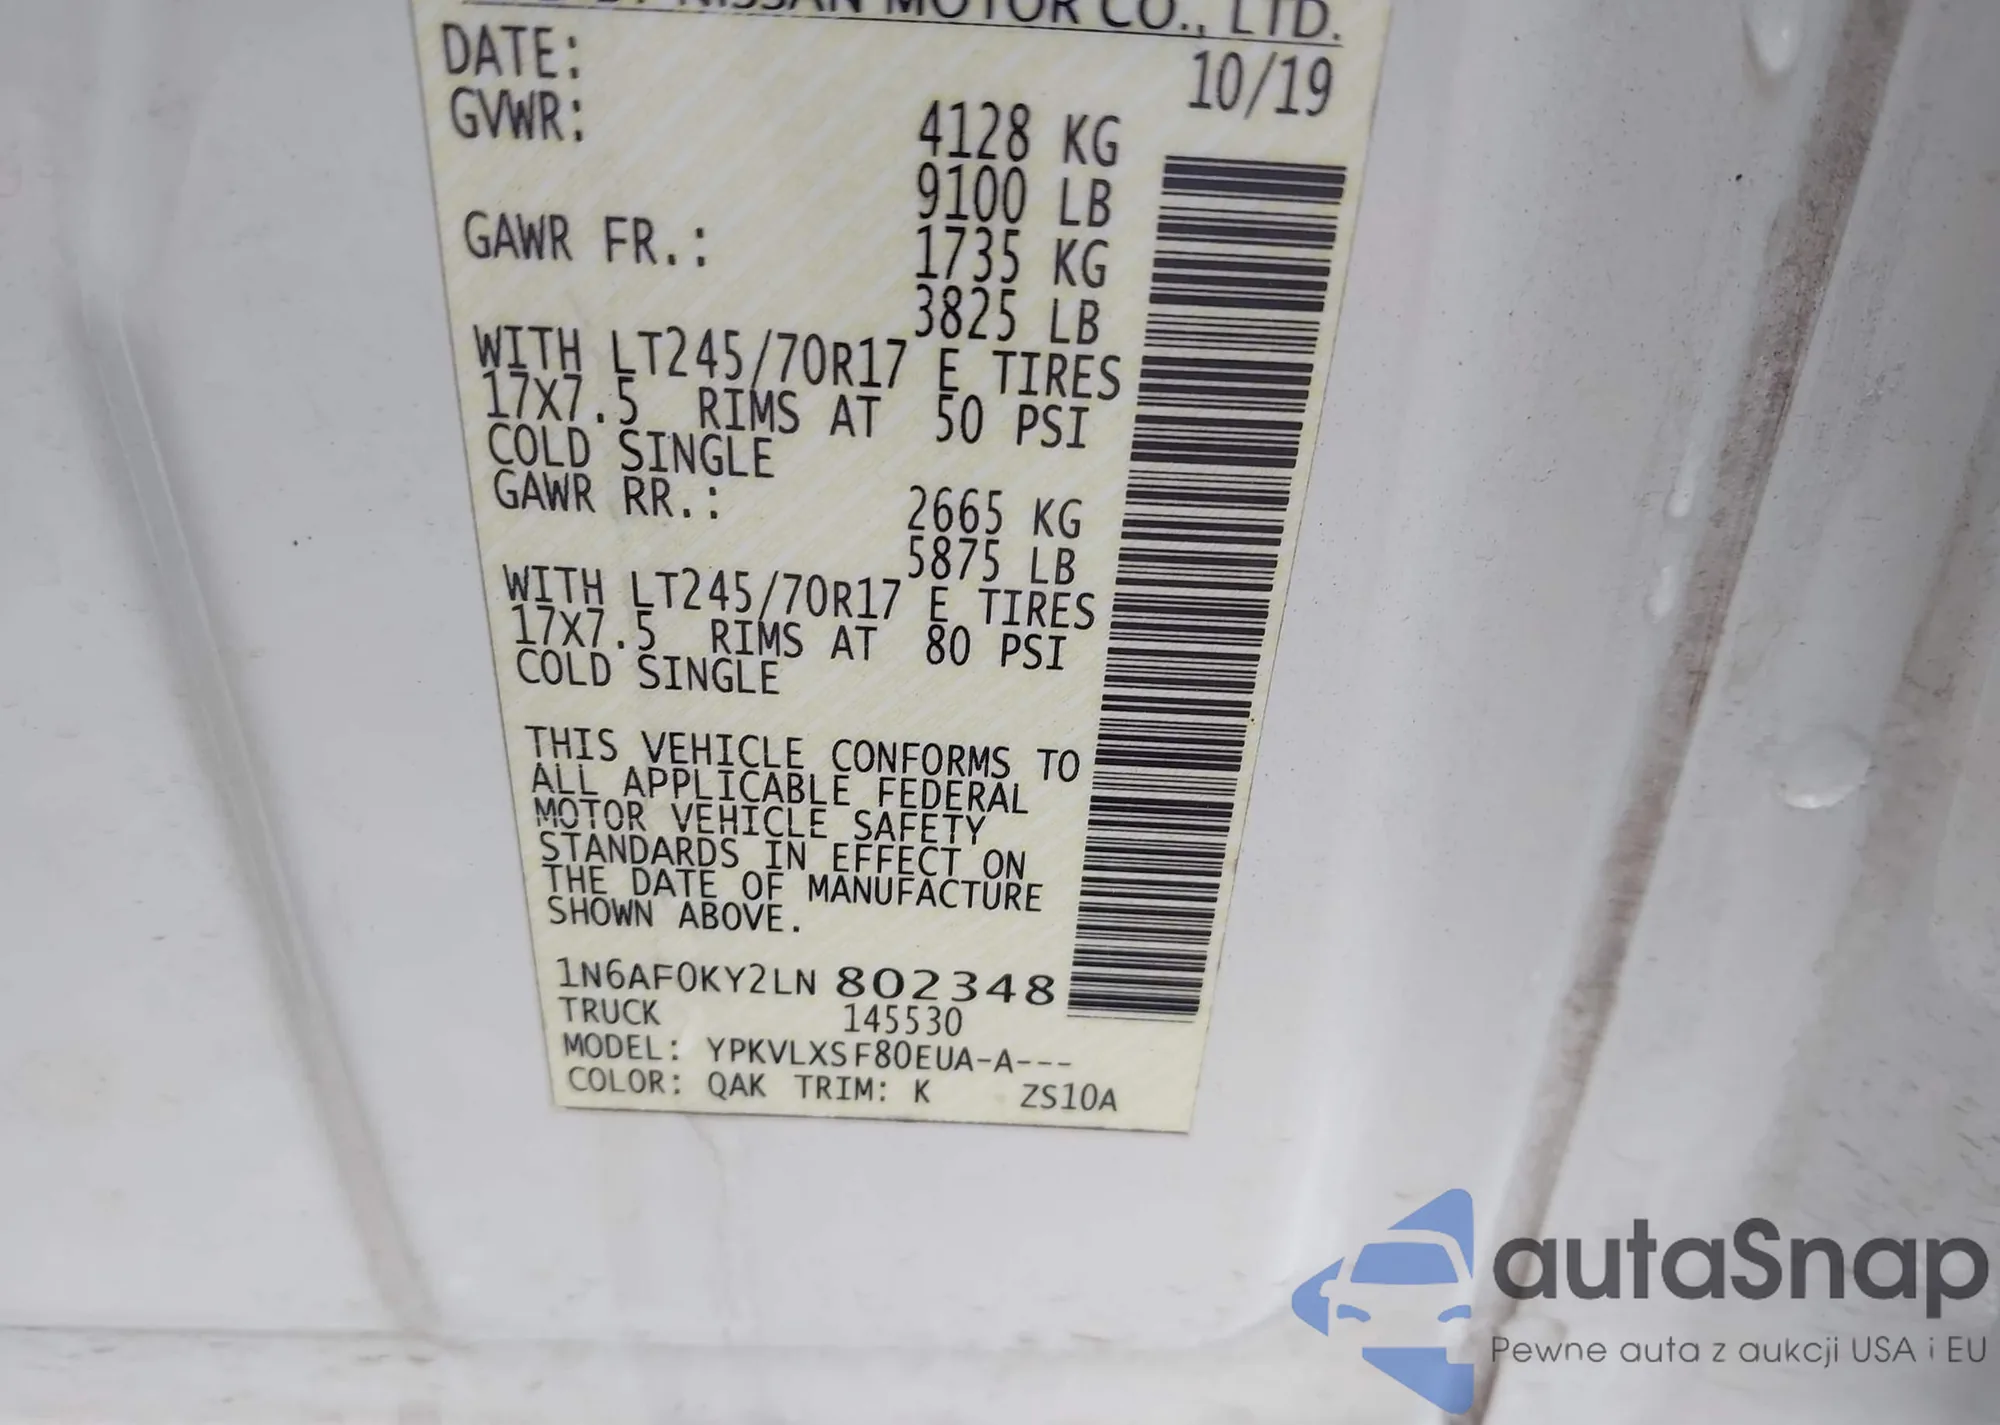 NISSAN MOTOR CO., LTD.
DATE: 10/19
GVWR: 4128 KG
9100 LB
GAWR FR.: 1735 KG
3825 LB
WITH LT245/70R17 E TIRES
17X7.5 RIMS AT 50 PSI
COLD SINGLE
GAWR RR.: 2665 KG
5875 LB
WITH LT245/70R17 E TIRES
17X7.5 RIMS AT 80 PSI
COLD SINGLE
THIS VEHICLE CONFORMS TO
ALL APPLICABLE FEDERAL
MOTOR VEHICLE SAFETY
STANDARDS IN EFFECT ON
THE DATE OF MANUFACTURE
SHOWN ABOVE.
1N6AF0KY2LN 802348
TRUCK 145530
MODEL: YPKVLXSF80EUA-A---
COLOR: QAK TRIM: K ZS10A
autaSnap
Pewne auta z aukcji USA i EU